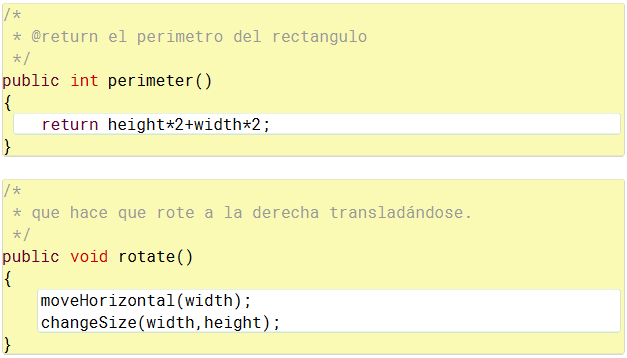 /*
 * @return el perimetro del rectangulo
 */
public int perimeter()
{
    return height*2+width*2;
}
/*
 * que hace que rote a la derecha transladándose.
 */
public void rotate()
{
    moveHorizontal(width);
    changeSize(width,height);
}